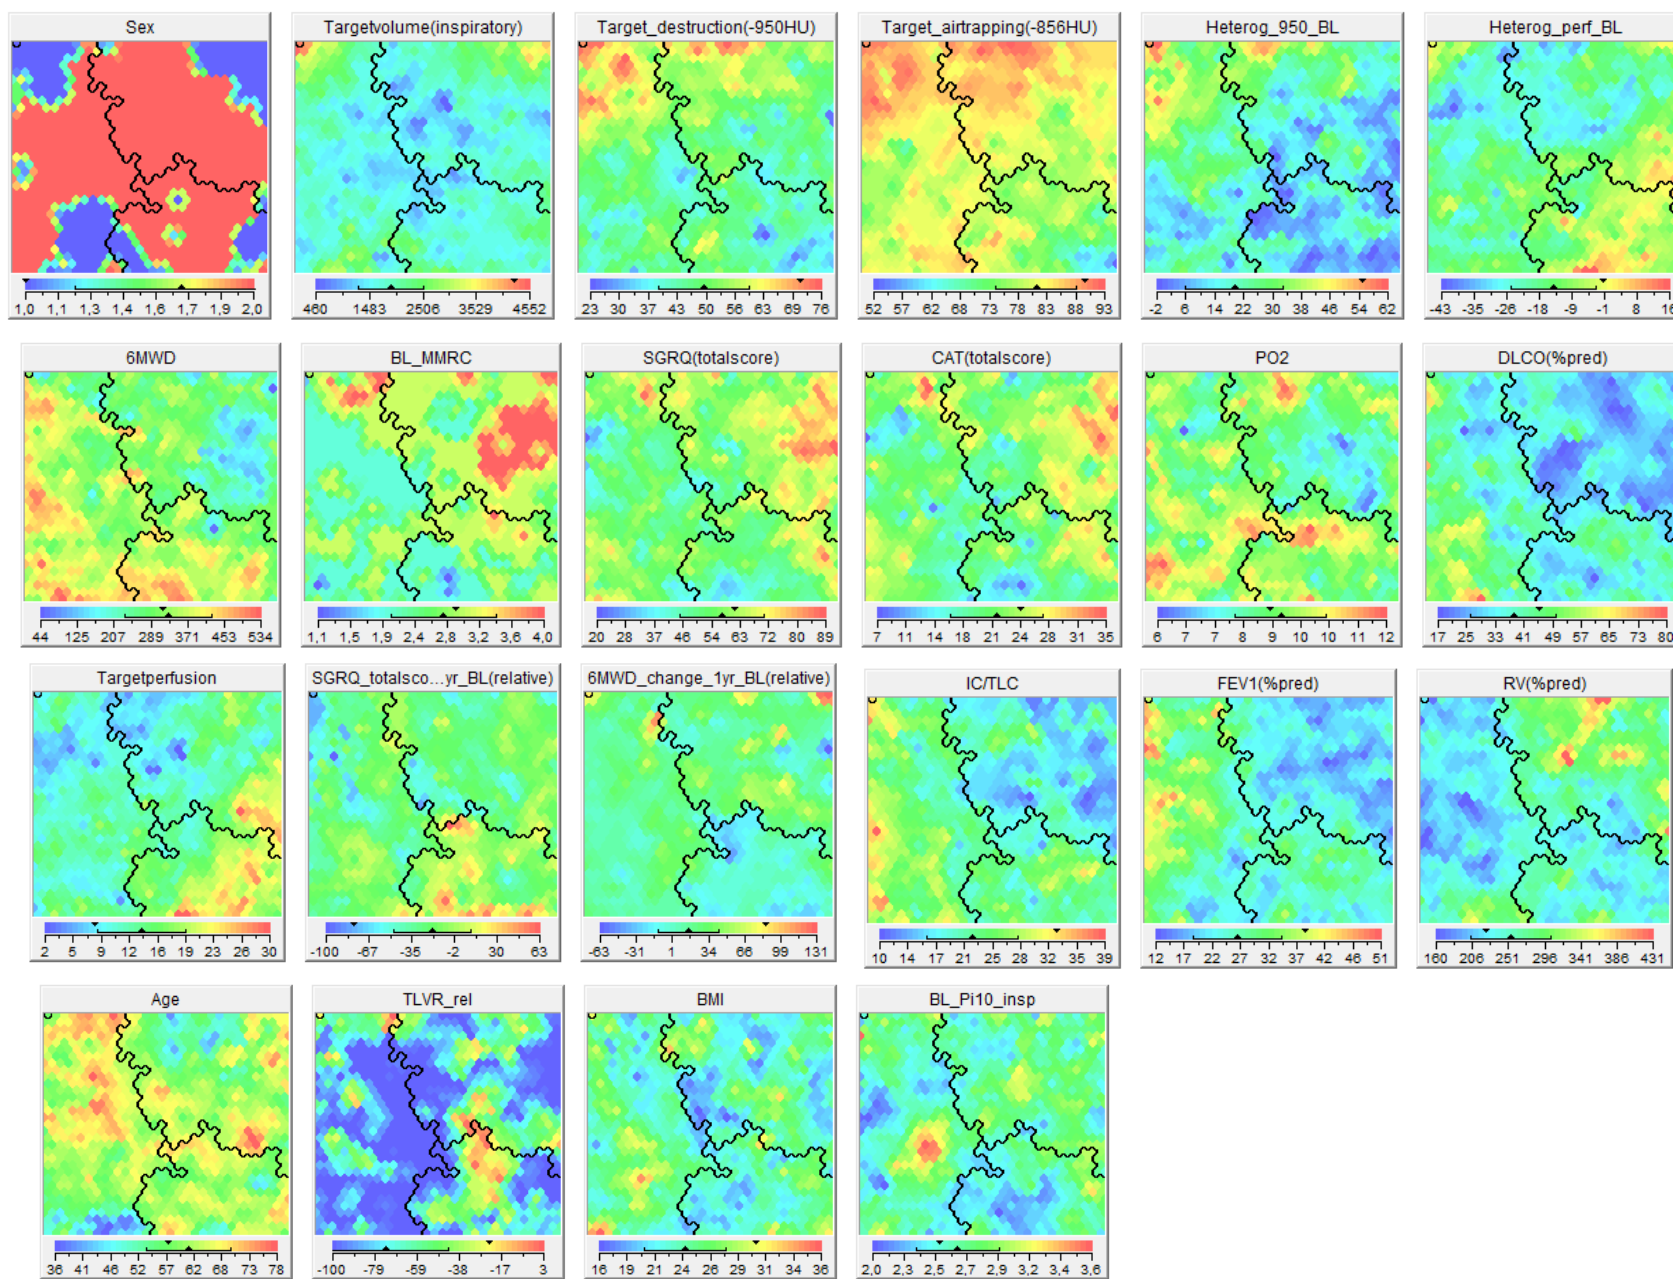 Sex
Targetvolume(inspiratory)
Target_destruction(-950HU)
Target_airtrapping(-856HU)
Heterog_950_BL
Heterog_perf_BL
1,0 1,1 1,3 1,4 1,6 1,7 1,9 2,0
460 1483 2506 3529 4552
23 30 37 43 50 56 63 69 76
52 57 62 68 73 78 83 88 93
-2 6 14 22 30 38 46 54 62
-43 -35 -26 -18 -9 -1 8 16
6MWD
BL_MMRC
SGRQ(totalscore)
CAT(totalscore)
PO2
DLCO(%pred)
44 125 207 289 371 453 534
1,1 1,5 1,9 2,4 2,8 3,2 3,6 4,0
20 28 37 46 54 63 72 80 89
7 11 14 18 21 24 28 31 35
6 7 7 8 9 10 10 11 12
17 25 33 41 49 57 65 73 80
Targetperfusion
SGRQ_totalsco...yr_BL(relative)
6MWD_change_1yr_BL(relative)
IC/TLC
FEV1(%pred)
RV(%pred)
2 5 9 12 16 19 23 26 30
-100 -67 -35 -2 30 63
-63 -31 1 34 66 99 131
10 14 17 21 25 28 32 35 39
12 17 22 27 32 37 42 46 51
160 206 251 296 341 386 431
Age
TLVR_rel
BMI
BL_Pi10_insp
36 41 46 52 57 62 68 73 78
-100 -79 -59 -38 -17 3
16 19 21 24 26 29 31 34 36
2,0 2,3 2,5 2,7 2,9 3,2 3,4 3,6